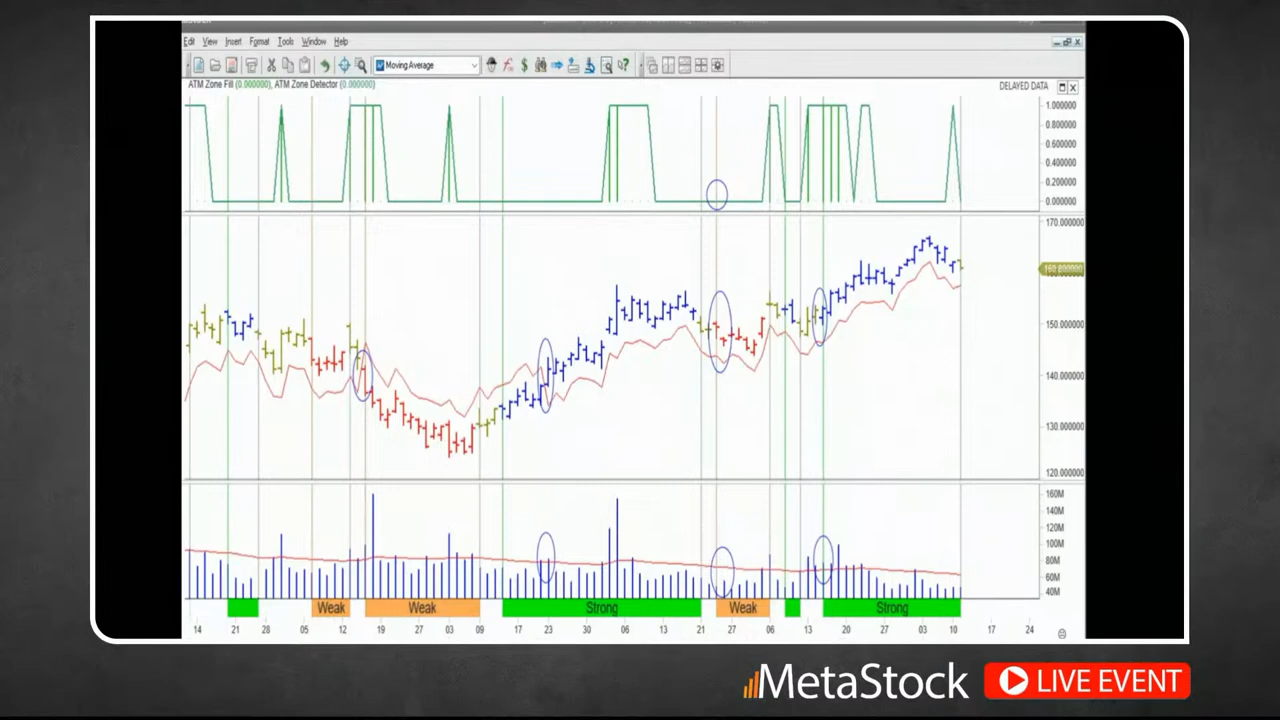 Edit View Insert Format Tools Window Help
Moving Average
ATM Zone Fill (0.000000), ATM Zone Detector (0.000000)
DELAYED DATA
1.000000
0.800000
0.600000
0.400000
0.200000
0.000000
170.000000
160.800000
150.000000
140.000000
130.000000
120.000000
160M
140M
120M
100M
80M
60M
40M
Weak Weak Strong Weak Strong
14 21 28 05 12 19 27 03 09 17 23 30 06 13 21 27 06 13 20 27 03 10 17 24
MetaStock LIVE EVENT